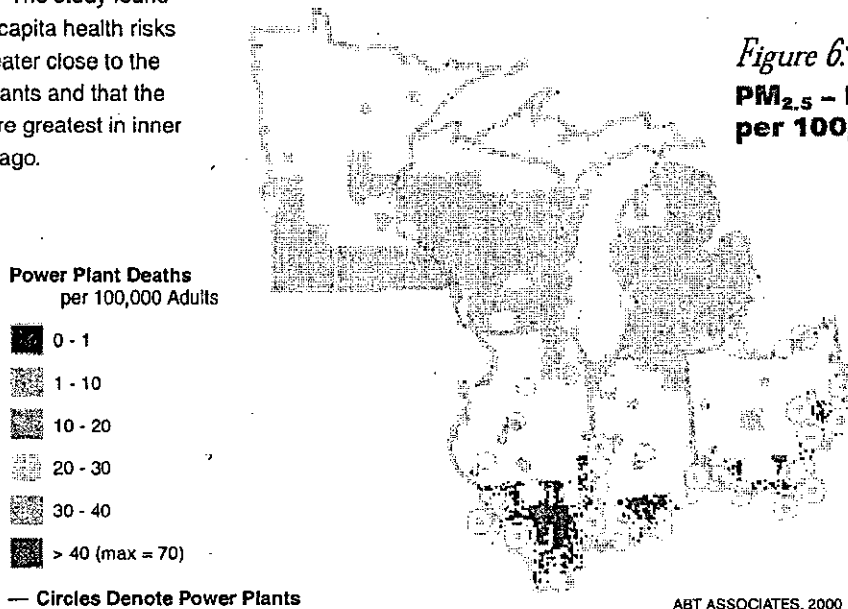 The study found
capita health risks
eater close to the
ants and that the
re greatest in inner
ago.
Figure 6:
PM2.5 –
per 100,
Power Plant Deaths
per 100,000 Adults
0 - 1
1 - 10
10 - 20
20 - 30
30 - 40
> 40 (max = 70)
— Circles Denote Power Plants
ABT ASSOCIATES, 2000